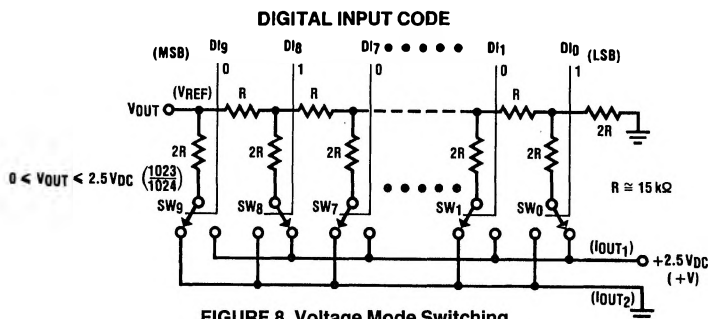 DIGITAL INPUT CODE
(MSB) DI9 DI8 DI7 DI1 DI0 (LSB)
0 1 0 0 1
(VREF) R R R
VOUT
2R
2R 2R 2R 2R 2R
0 ≤ VOUT ≤ 2.5 VDC (1023/1024)
R ≅ 15 kΩ
SW9 SW8 SW7 SW1 SW0
(IOUT1) +2.5 VDC
(+V)
(IOUT2)
FIGURE 8. Voltage Mode Switching